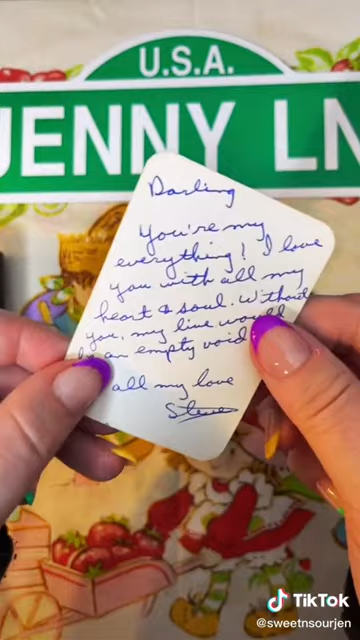 U.S.A.
JENNY LN
Darling
You're my
everything! I love
you with all my
heart & soul. Without
you, my live would
be an empty void
all my love
Steve
TikTok
@sweetnsourjen